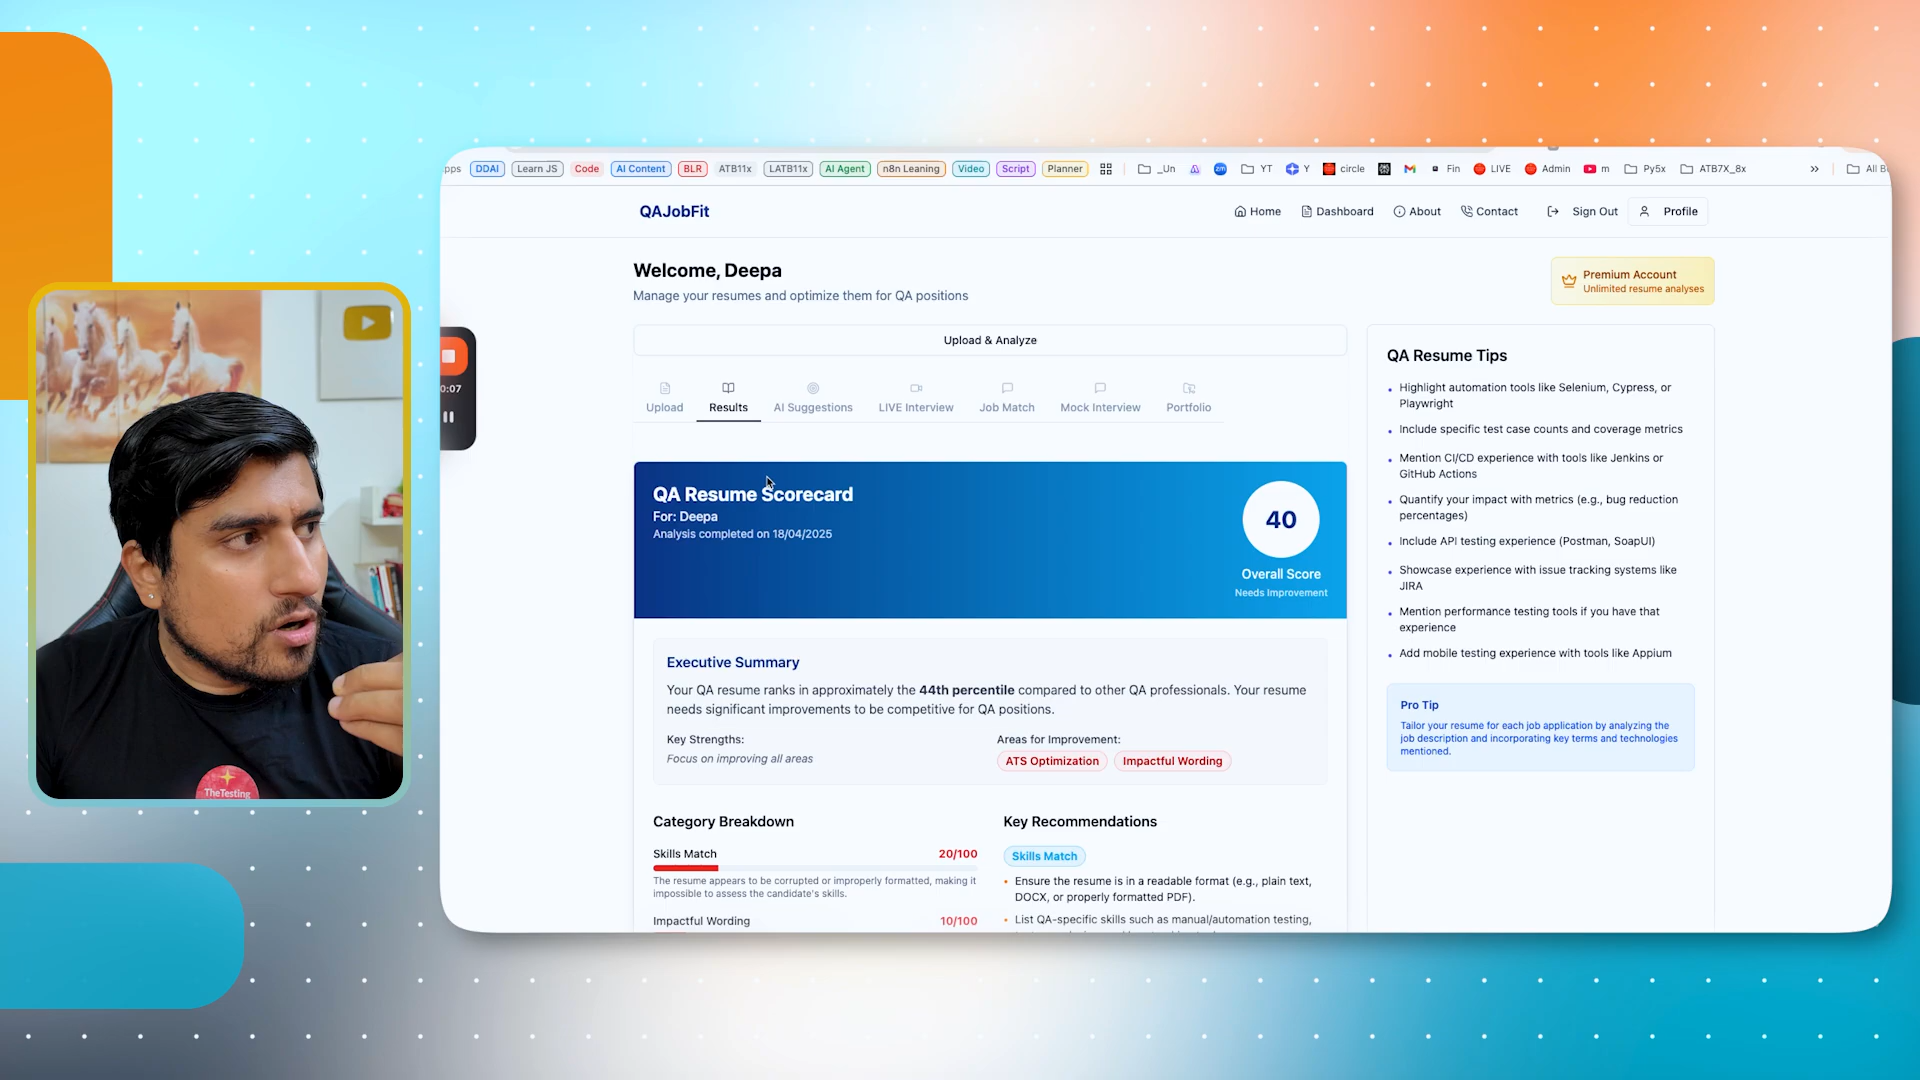 DDAI
Learn JS
Code
AI Content
BLR
ATB11x
LATB11x
AI Agent
n8n Leaning
Video
Script
Planner
_Un
YT
Y
circle
Fin
LIVE
Admin
m
Py5x
ATB7X_8x
»
QAJobFit
Home
Dashboard
About
Contact
Sign Out
Profile
Welcome, Deepa
Manage your resumes and optimize them for QA positions
Premium Account
Unlimited resume analyses
0:07
Upload & Analyze
Upload
Results
AI Suggestions
LIVE Interview
Job Match
Mock Interview
Portfolio
QA Resume Scorecard
For: Deepa
Analysis completed on 18/04/2025
40
Overall Score
Needs Improvement
Executive Summary
Your QA resume ranks in approximately the 44th percentile compared to other QA professionals. Your resume
needs significant improvements to be competitive for QA positions.
Key Strengths:
Focus on improving all areas
Areas for Improvement:
ATS Optimization
Impactful Wording
Category Breakdown
Skills Match
20/100
The resume appears to be corrupted or improperly formatted, making it
impossible to assess the candidate's skills.
Impactful Wording
10/100
Key Recommendations
Skills Match
• Ensure the resume is in a readable format (e.g., plain text,
DOCX, or properly formatted PDF).
• List QA-specific skills such as manual/automation testing,
QA Resume Tips
• Highlight automation tools like Selenium, Cypress, or
Playwright
• Include specific test case counts and coverage metrics
• Mention CI/CD experience with tools like Jenkins or
GitHub Actions
• Quantify your impact with metrics (e.g., bug reduction
percentages)
• Include API testing experience (Postman, SoapUI)
• Showcase experience with issue tracking systems like
JIRA
• Mention performance testing tools if you have that
experience
• Add mobile testing experience with tools like Appium
Pro Tip
Tailor your resume for each job application by analyzing the
job description and incorporating key terms and technologies
mentioned.
TheTesting